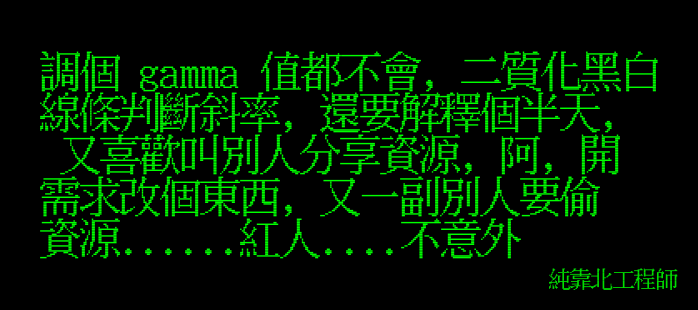 調個 gamma 值都不會, 二質化黑白
線條判斷斜率, 還要解釋個半天,
又喜歡叫別人分享資源, 阿, 開
需求改個東西, 又一副別人要偷
資源......紅人....不意外
純靠北工程師